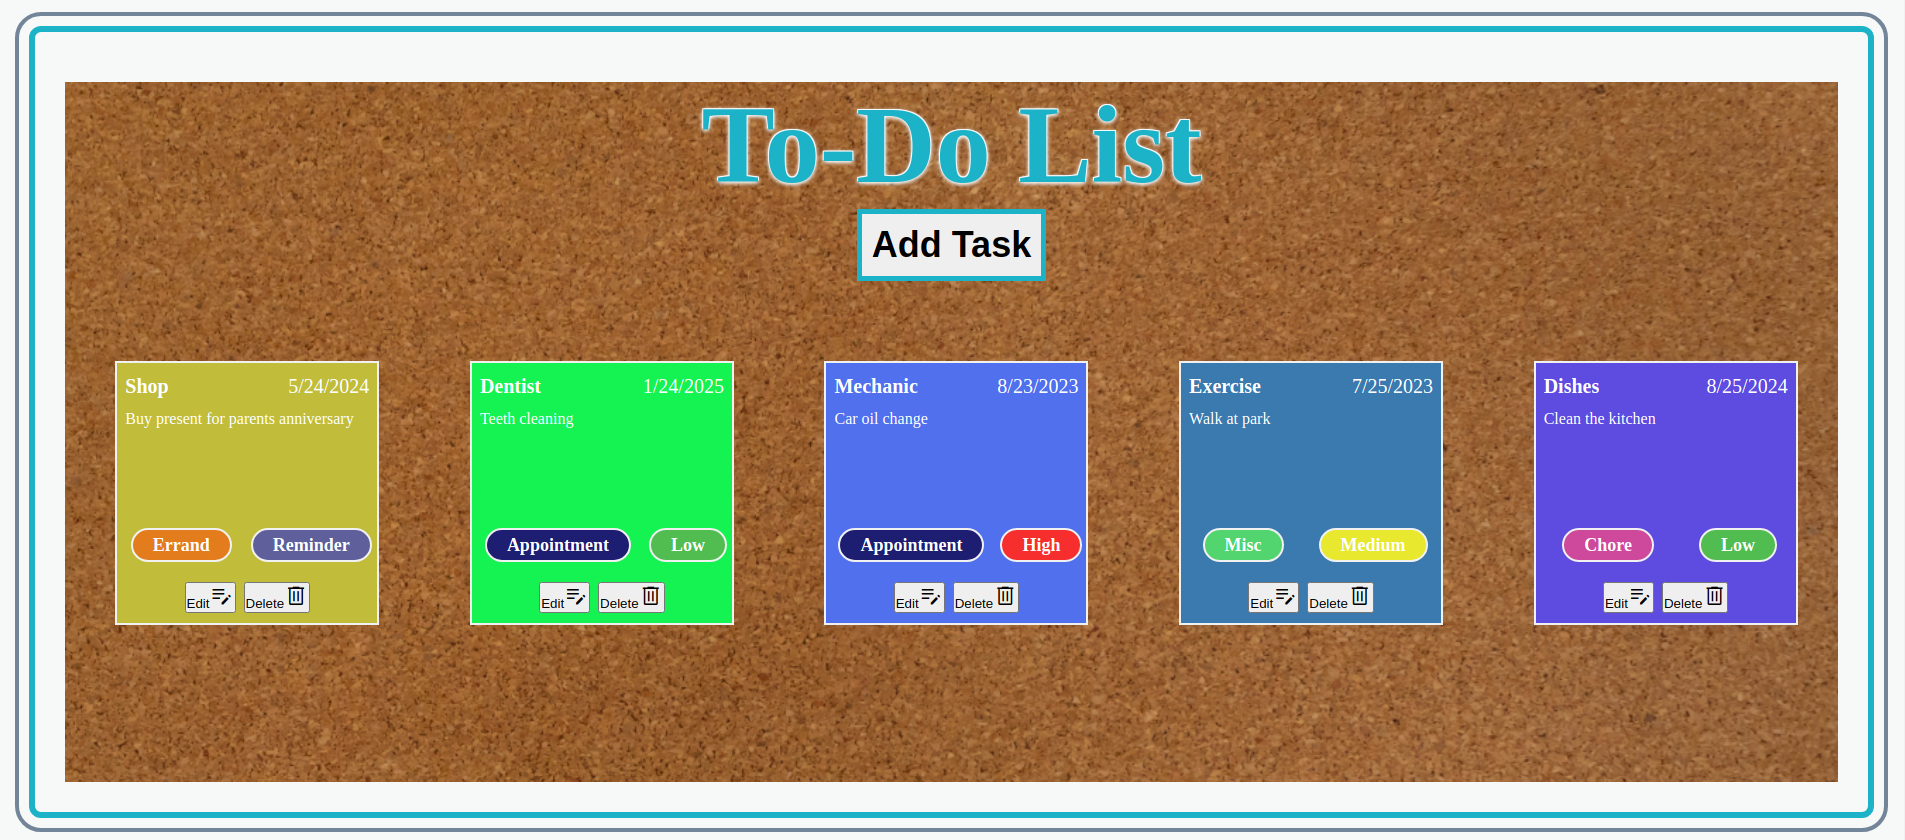 To-Do List
Add Task
Shop 5/24/2024
Buy present for parents anniversary
Errand Reminder
Edit Delete
Dentist 1/24/2025
Teeth cleaning
Appointment Low
Edit Delete
Mechanic 8/23/2023
Car oil change
Appointment High
Edit Delete
Exercise 7/25/2023
Walk at park
Misc Medium
Edit Delete
Dishes 8/25/2024
Clean the kitchen
Chore Low
Edit Delete